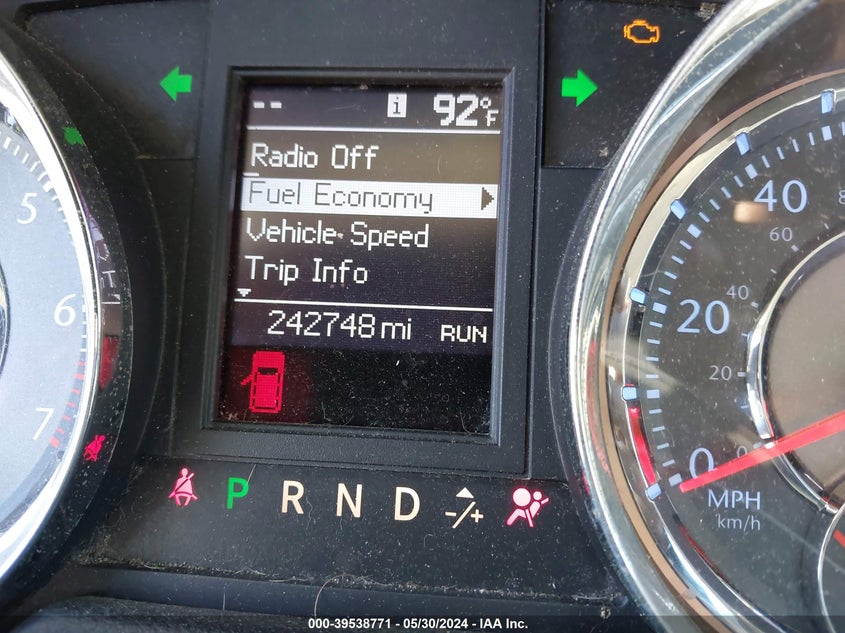 -- i 92°F
Radio Off
Fuel Economy
Vehicle Speed
Trip Info
242748 mi RUN
P R N D -/+
5
6
7
40
60
20
40
20
0
0
MPH
km/h
000-39538771 - 05/30/2024 - IAA Inc.